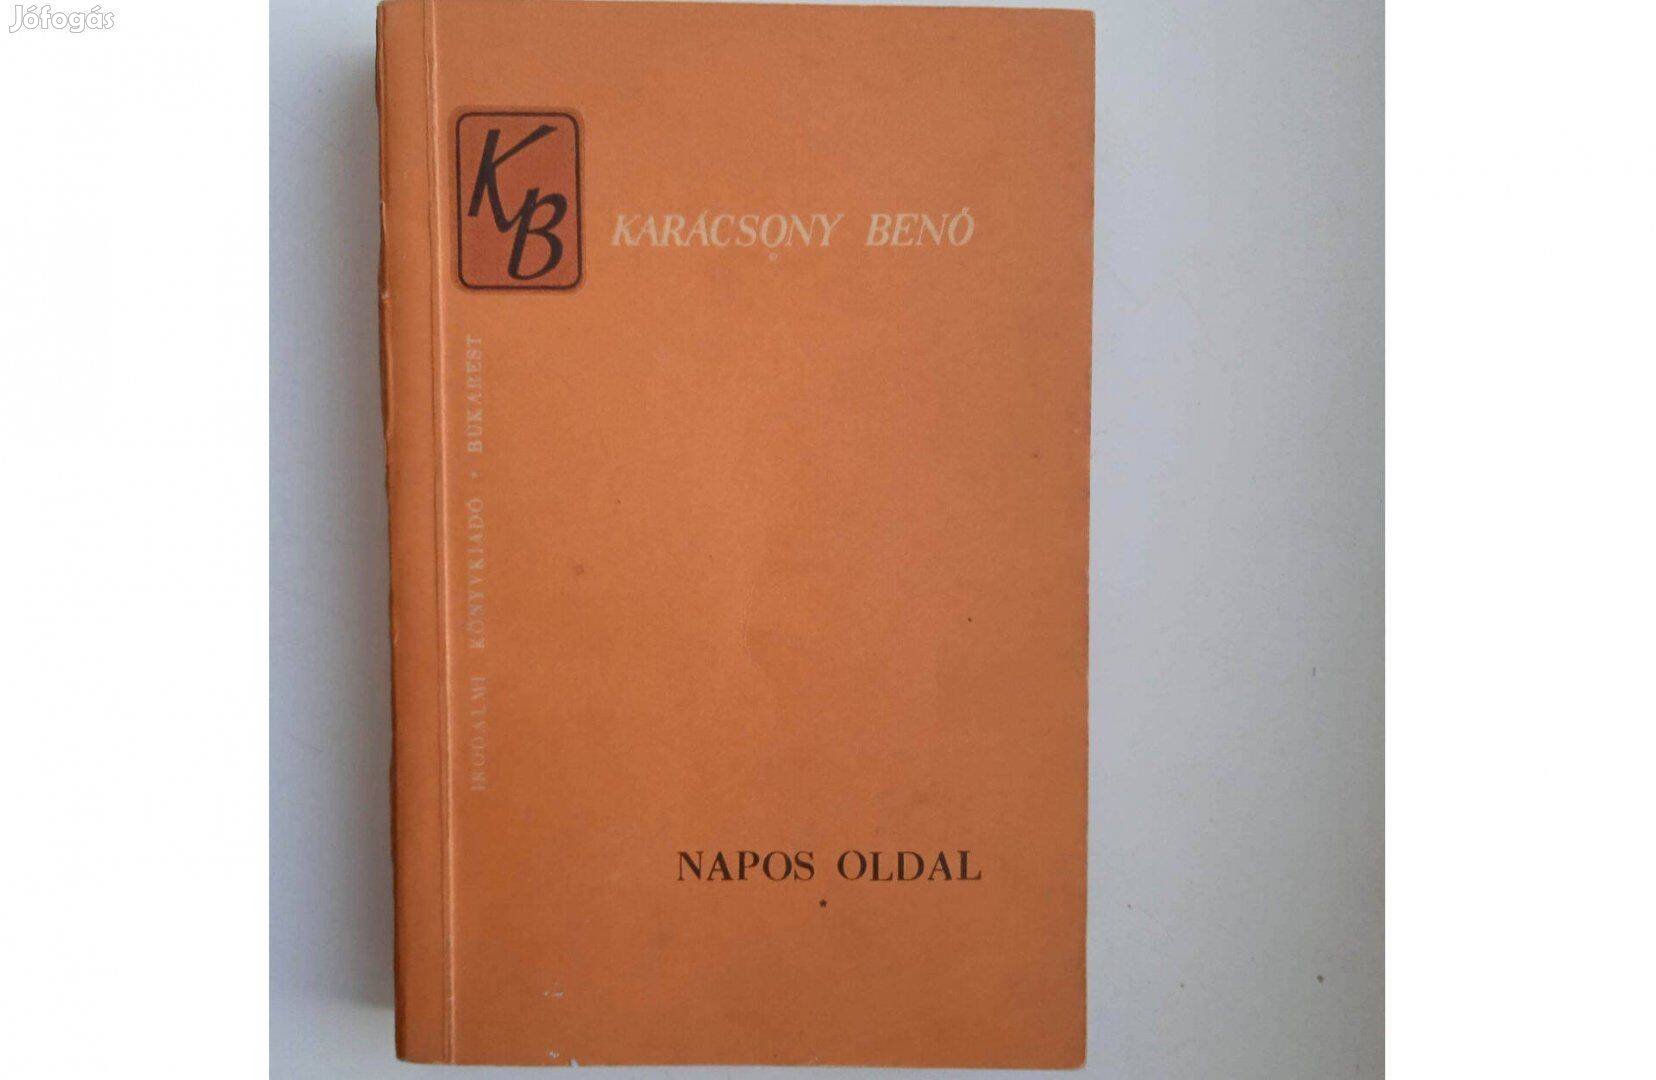 Jófogás
KB
KARÁCSONY BENŐ
IRODALMI KÖNYVKIADÓ • BUKAREST
NAPOS OLDAL
*